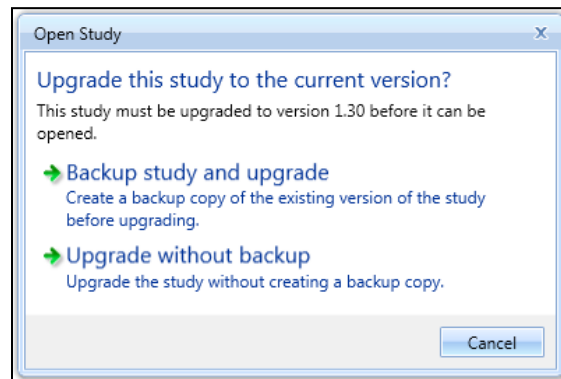 Open Study
Upgrade this study to the current version?
This study must be upgraded to version 1.30 before it can be
opened.
Backup study and upgrade
Create a backup copy of the existing version of the study
before upgrading.
Upgrade without backup
Upgrade the study without creating a backup copy.
Cancel